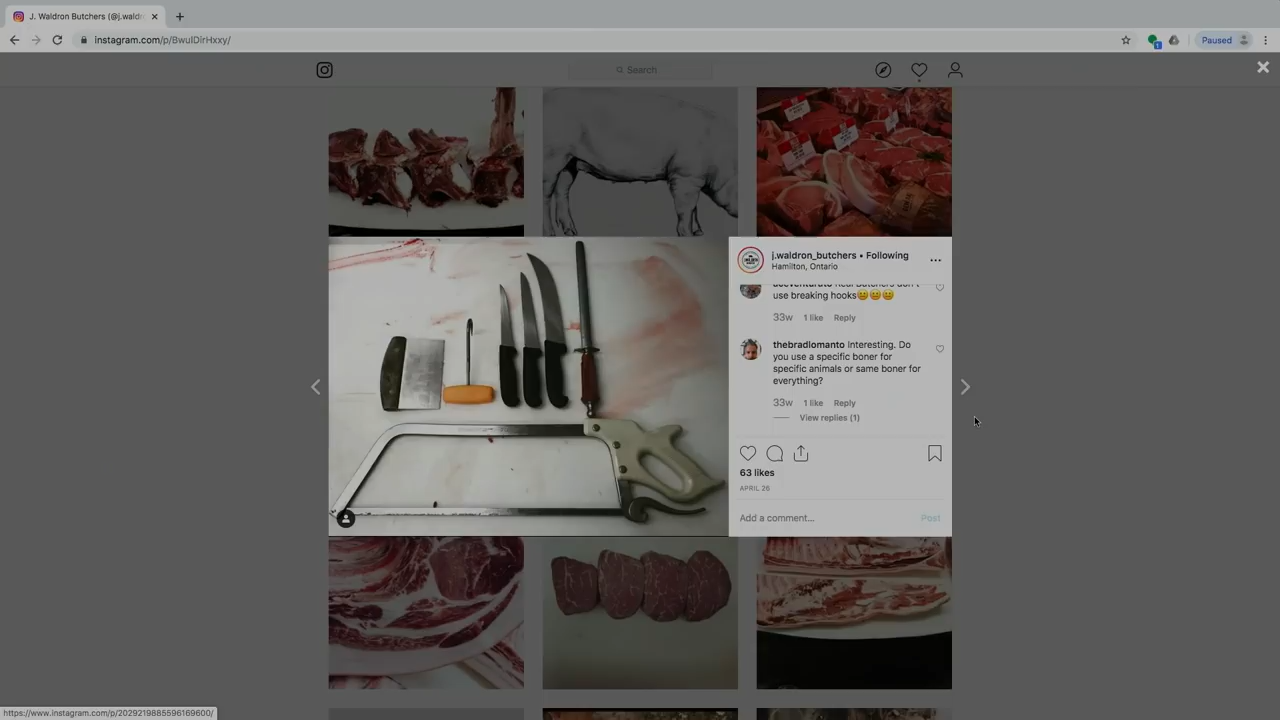 J. Waldron Butchers (@j.waldr
instagram.com/p/BwuIDirHxxy/
Paused
Search
j.waldron_butchers • Following
Hamilton, Ontario
use breaking hooks😐😐😐
33w 1 like Reply
thebradlomanto Interesting. Do
you use a specific boner for
specific animals or same boner for
everything?
33w 1 like Reply
View replies (1)
63 likes
APRIL 26
Add a comment... Post
https://www.instagram.com/p/2029219885596169600/